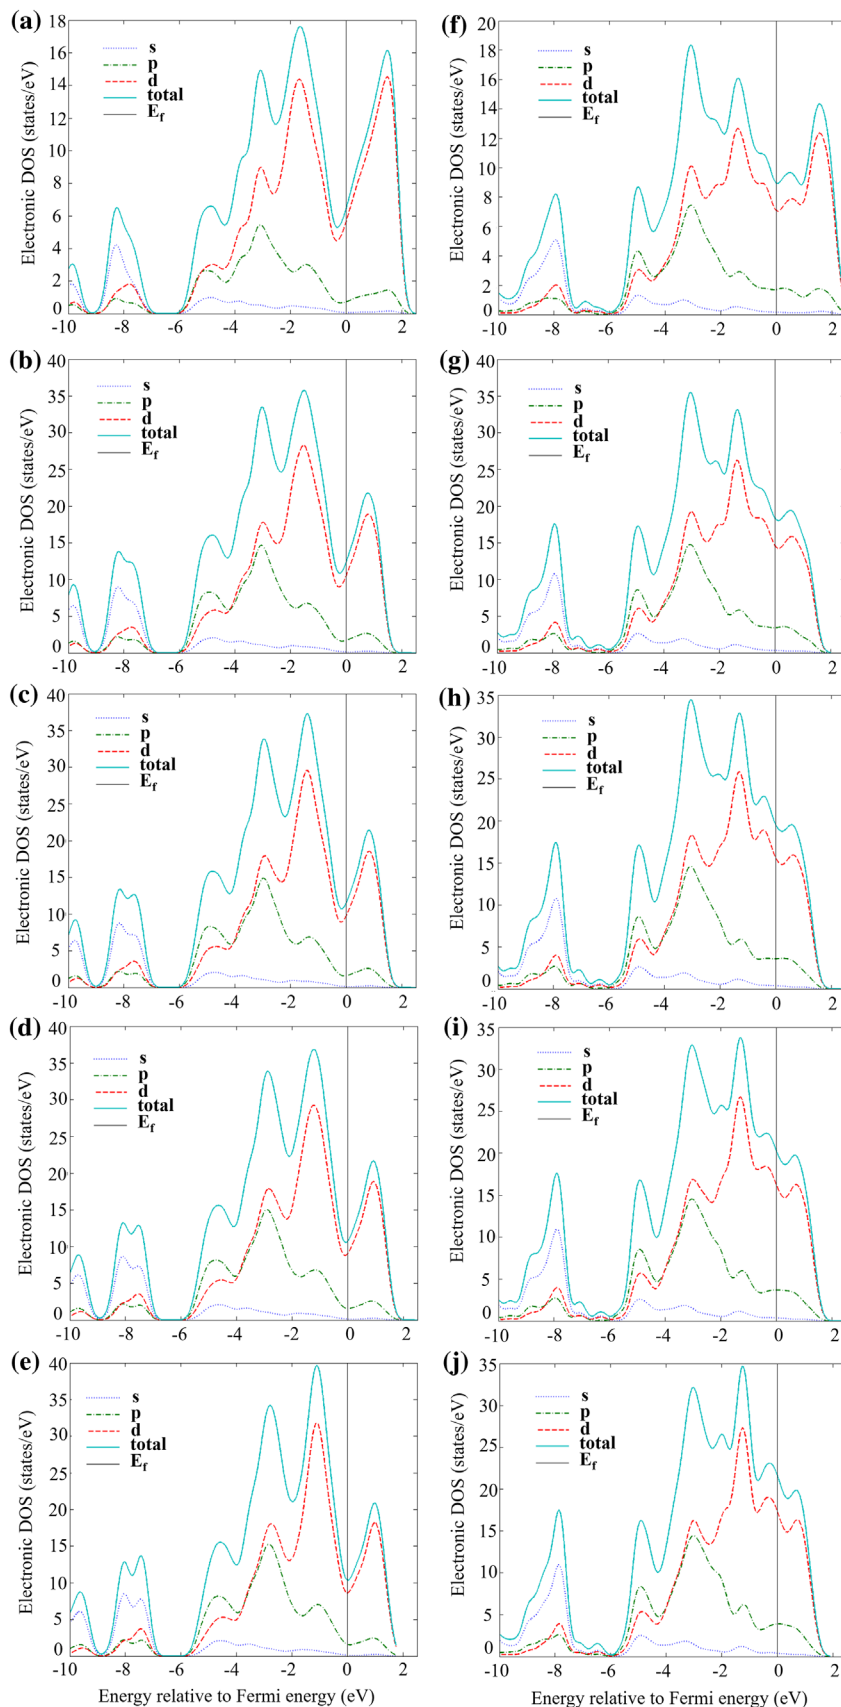 (a)
Electronic DOS (states/eV)
18
16
14
12
10
8
6
4
2
0
s
p
d
total
E_f
-10 -8 -6 -4 -2 0 2
(f)
Electronic DOS (states/eV)
20
18
16
14
12
10
8
6
4
2
0
s
p
d
total
E_f
-10 -8 -6 -4 -2 0 2
(b)
Electronic DOS (states/eV)
40
35
30
25
20
15
10
5
0
s
p
d
total
E_f
-10 -8 -6 -4 -2 0 2
(g)
Electronic DOS (states/eV)
40
35
30
25
20
15
10
5
0
s
p
d
total
E_f
-10 -8 -6 -4 -2 0 2
(c)
Electronic DOS (states/eV)
40
35
30
25
20
15
10
5
0
s
p
d
total
E_f
-10 -8 -6 -4 -2 0 2
(h)
Electronic DOS (states/eV)
35
30
25
20
15
10
5
0
s
p
d
total
E_f
-10 -8 -6 -4 -2 0 2
(d)
Electronic DOS (states/eV)
40
35
30
25
20
15
10
5
0
s
p
d
total
E_f
-10 -8 -6 -4 -2 0 2
(i)
Electronic DOS (states/eV)
35
30
25
20
15
10
5
0
s
p
d
total
E_f
-10 -8 -6 -4 -2 0 2
(e)
Electronic DOS (states/eV)
40
35
30
25
20
15
10
5
0
s
p
d
total
E_f
-10 -8 -6 -4 -2 0 2
Energy relative to Fermi energy (eV)
(j)
Electronic DOS (states/eV)
35
30
25
20
15
10
5
0
s
p
d
total
E_f
-10 -8 -6 -4 -2 0 2
Energy relative to Fermi energy (eV)